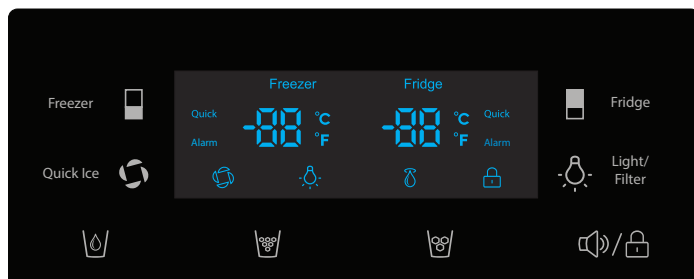 Freezer Fridge
Freezer
Quick -88 °C -88 °C Quick
Fridge
Alarm °F °F Alarm
Quick Ice
Light/
Filter
/